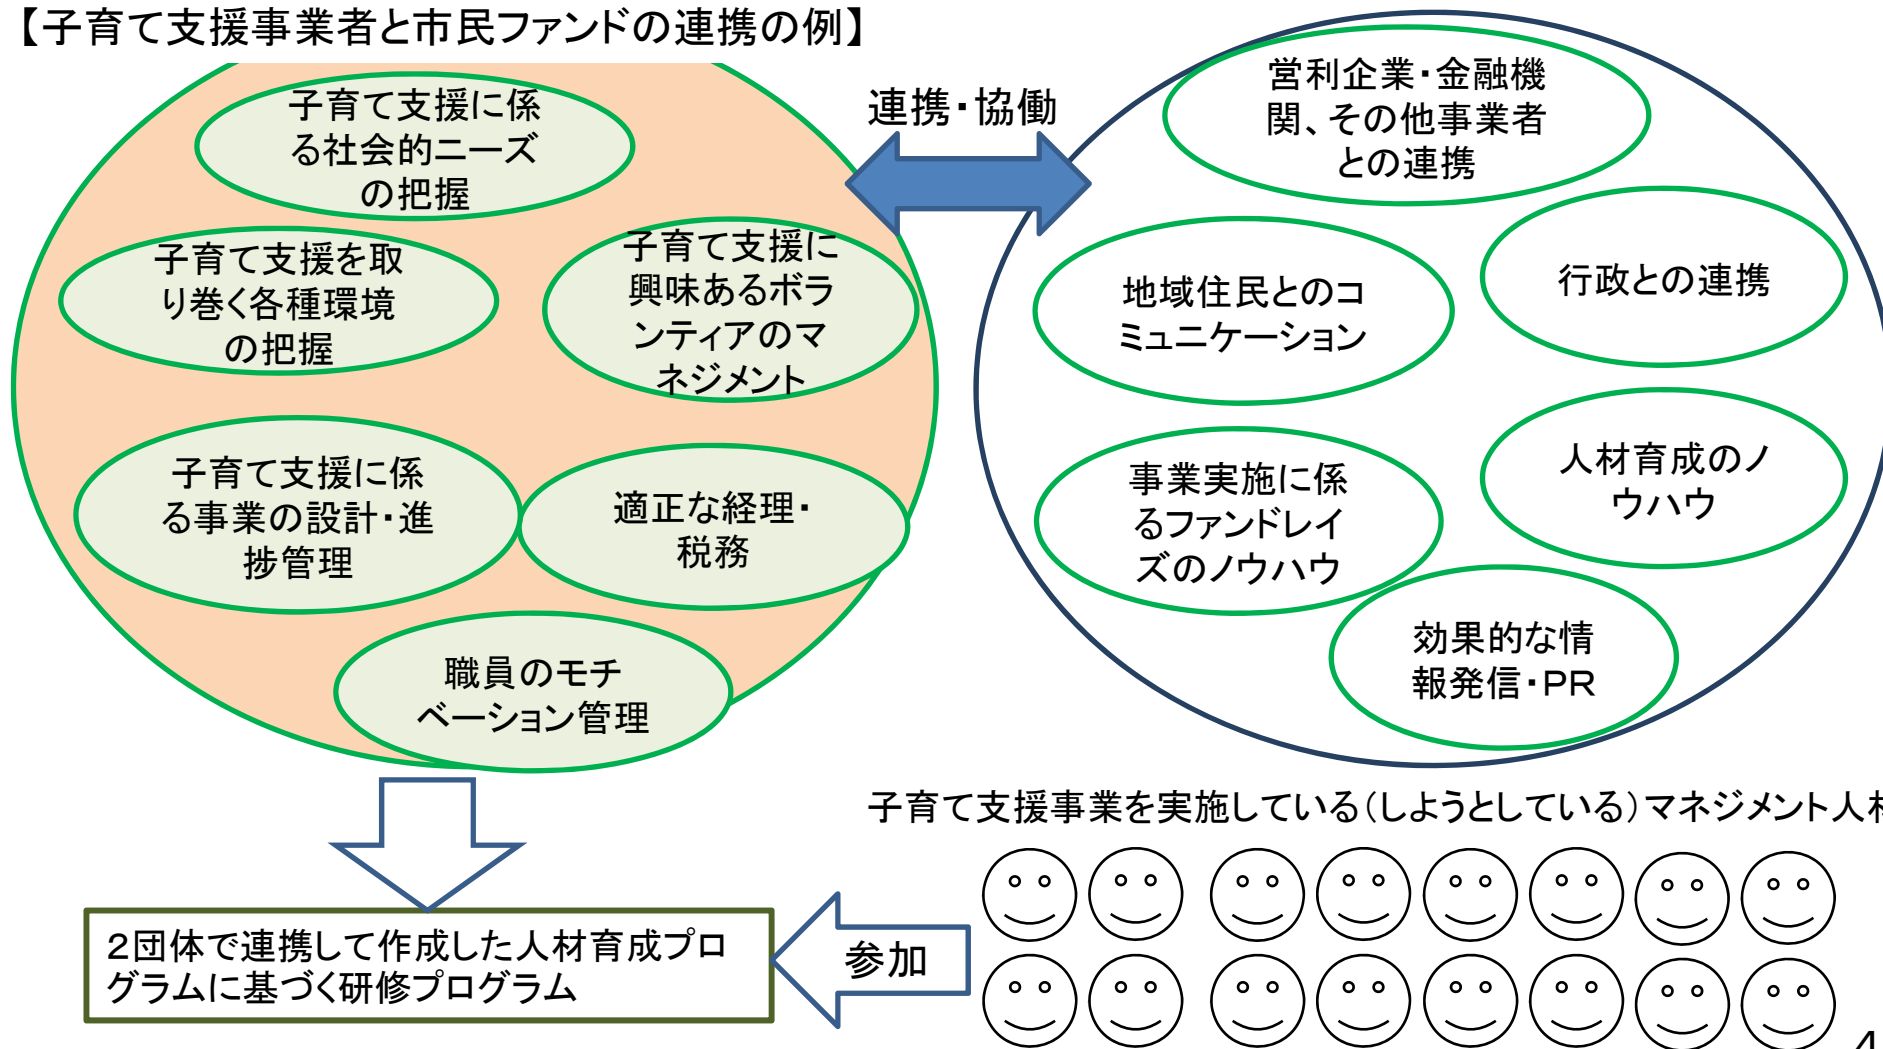 【子育て支援事業者と市民ファンドの連携の例】
子育て支援に係
る社会的ニーズ
の把握
子育て支援を取
り巻く各種環境
の把握
子育て支援に
興味あるボラ
ンティアのマ
ネジメント
子育て支援に係
る事業の設計・進
捗管理
適正な経理・
税務
職員のモチ
ベーション管理
連携・協働
営利企業・金融機
関、その他事業者
との連携
行政との連携
地域住民とのコ
ミュニケーション
人材育成のノ
ウハウ
事業実施に係
るファンドレイ
ズのノウハウ
効果的な情
報発信・PR
子育て支援事業を実施している(しようとしている)マネジメント人材
参加
2団体で連携して作成した人材育成プロ
グラムに基づく研修プログラム
4